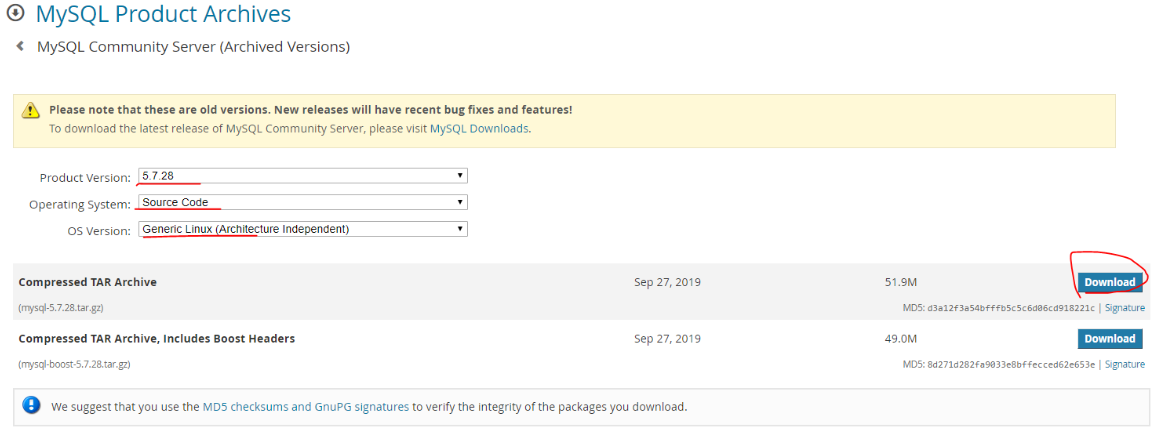 MySQL Product Archives
MySQL Community Server (Archived Versions)
Please note that these are old versions. New releases will have recent bug fixes and features!
To download the latest release of MySQL Community Server, please visit MySQL Downloads.
Product Version: 5.7.28
Operating System: Source Code
OS Version: Generic Linux (Architecture Independent)
Compressed TAR Archive Sep 27, 2019 51.9M Download
(mysql-5.7.28.tar.gz) MD5: d3a12f3a54bfffb5c5c6d06cd918221c | Signature
Compressed TAR Archive, Includes Boost Headers Sep 27, 2019 49.0M Download
(mysql-boost-5.7.28.tar.gz) MD5: 8d271d282fa9033e8bffecced62e653e | Signature
We suggest that you use the MD5 checksums and GnuPG signatures to verify the integrity of the packages you download.